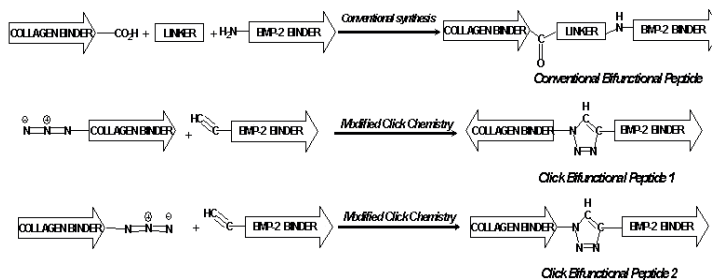 Conventional synthesis
COLLAGEN BINDER CO2H + LINKER + H2N BMP-2 BINDER COLLAGEN BINDER C O LINKER H N BMP-2 BINDER
Conventional Bifunctional Peptide
N N N COLLAGEN BINDER + HC C BMP-2 BINDER Modified Click Chemistry COLLAGEN BINDER N N N C H BMP-2 BINDER
Click Bifunctional Peptide 1
COLLAGEN BINDER N N N + HC C BMP-2 BINDER Modified Click Chemistry COLLAGEN BINDER N N N C H BMP-2 BINDER
Click Bifunctional Peptide 2